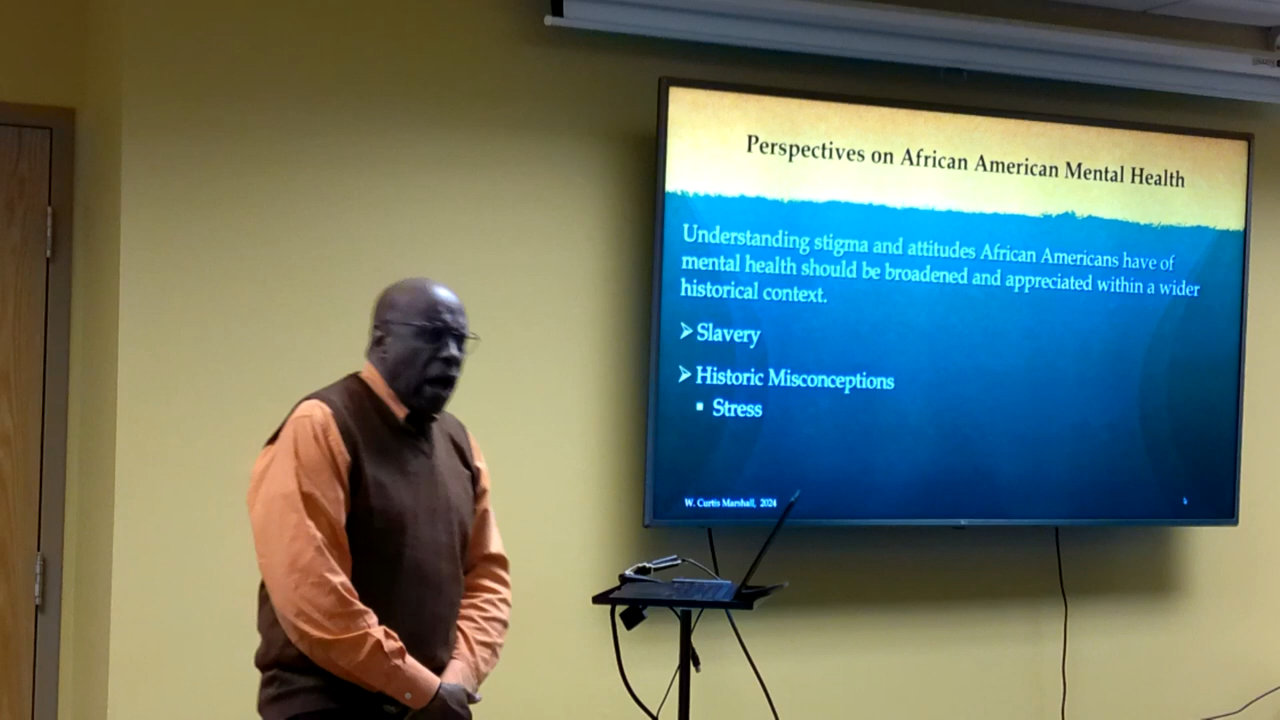 Perspectives on African American Mental Health
Understanding stigma and attitudes African Americans have of
mental health should be broadened and appreciated within a wider
historical context.
➢ Slavery
➢ Historic Misconceptions
▪ Stress
W. Curtis Marshall, 2024